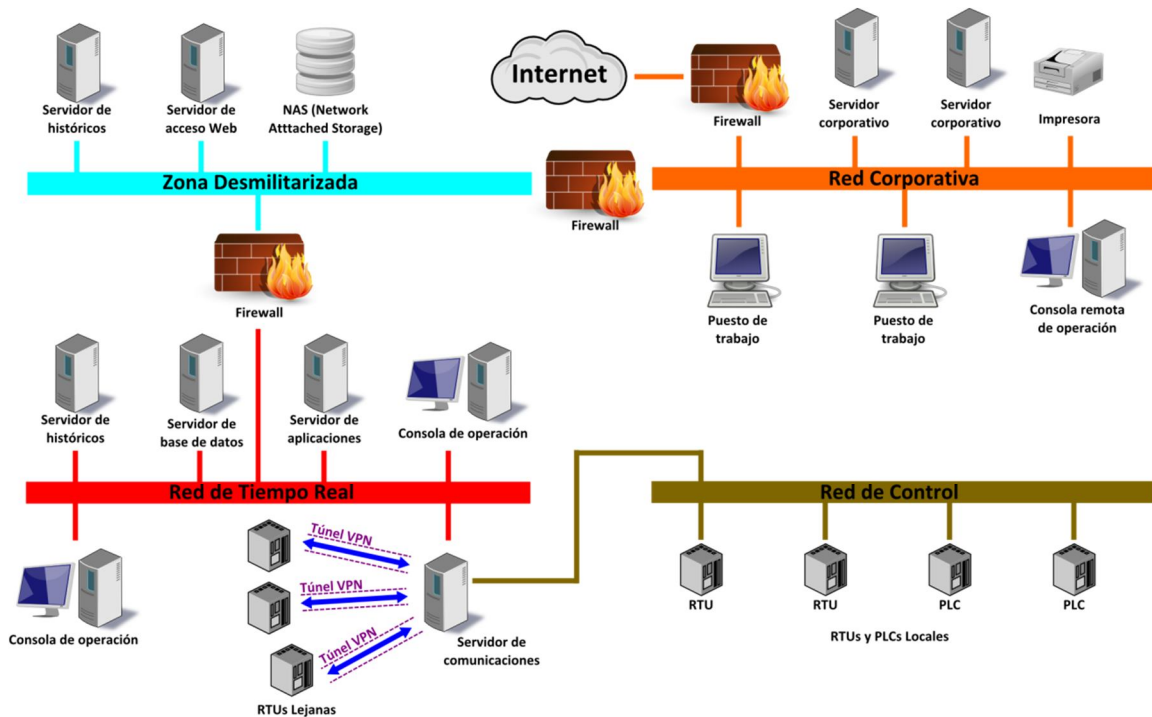 Internet
Firewall
Servidor
corporativo
Servidor
corporativo
Impresora
Servidor de
históricos
Servidor de
acceso Web
NAS (Network
Atttached Storage)
Zona Desmilitarizada
Firewall
Red Corporativa
Firewall
Puesto de
trabajo
Puesto de
trabajo
Consola remota
de operación
Servidor de
históricos
Servidor de
base de datos
Servidor de
aplicaciones
Consola de operación
Red de Tiempo Real
Red de Control
Túnel VPN
Túnel VPN
Túnel VPN
Consola de operación
RTUs Lejanas
Servidor de
comunicaciones
RTU
RTU
PLC
PLC
RTUs y PLCs Locales